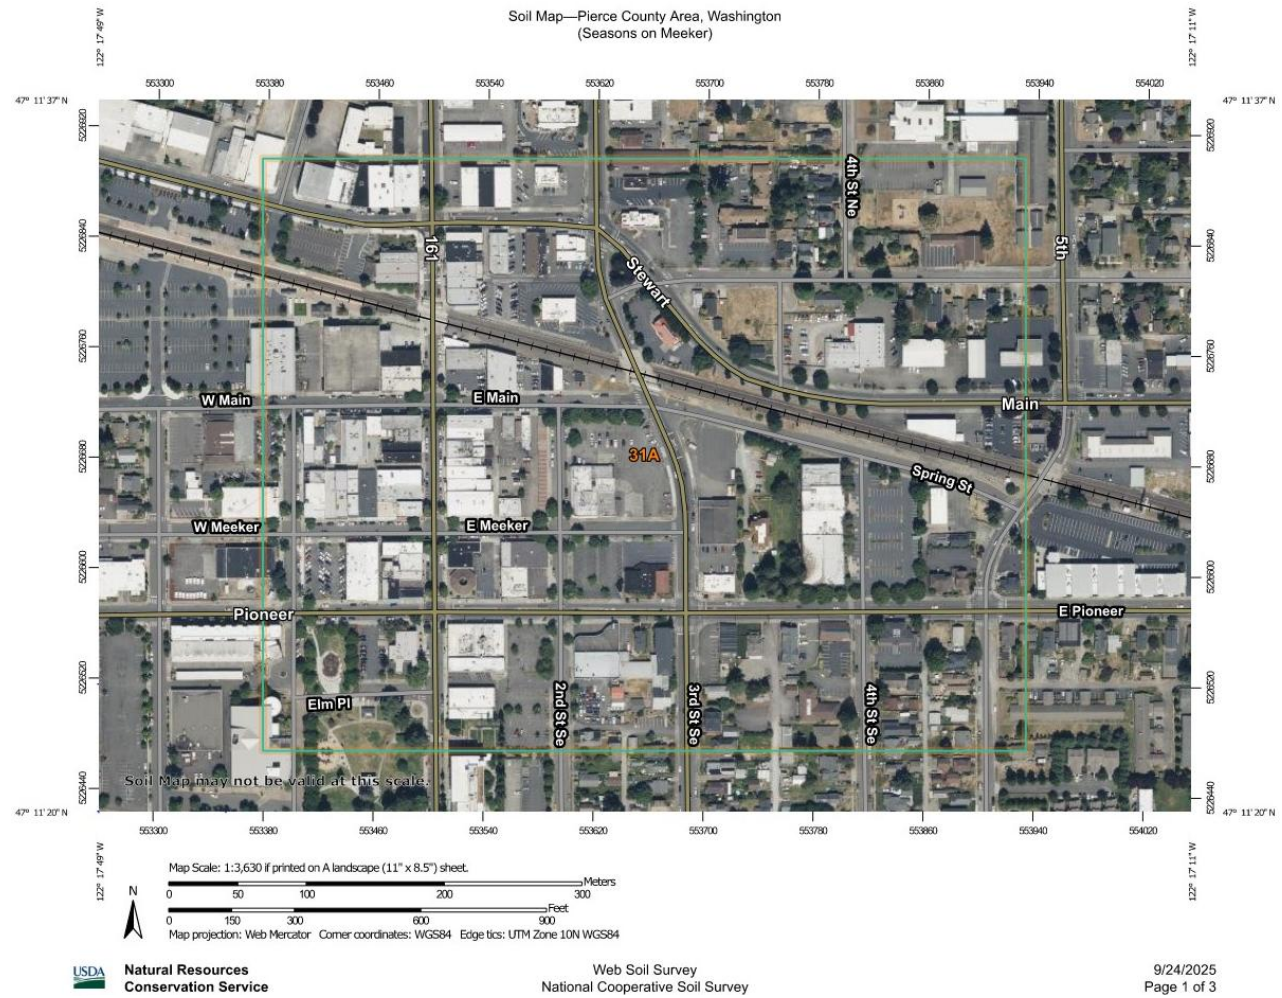 Soil Map—Pierce County Area, Washington
(Seasons on Meeker)
122° 17' 49" W
122° 17' 11" W
553300 553380 553460 553540 553620 553700 553780 553860 553940 554020
47° 11' 37" N
47° 11' 37" N
5226920
5226920
4th St Ne
5226840
161
5th
5226840
Stewart
5226760
5226760
W Main
E Main
Main
5226680
31A
Spring St
5226680
W Meeker
E Meeker
5226600
5226600
Pioneer
E Pioneer
5226520
Elm Pl
2nd St Se
3rd St Se
4th St Se
5226520
Soil Map may not be valid at this scale.
5226440
5226440
47° 11' 20" N
47° 11' 20" N
553300 553380 553460 553540 553620 553700 553780 553860 553940 554020
122° 17' 49" W
122° 17' 11" W
Map Scale: 1:3,630 if printed on A landscape (11" x 8.5") sheet.
Meters
0 50 100 200 300
Feet
0 150 300 600 900
Map projection: Web Mercator Corner coordinates: WGS84 Edge tics: UTM Zone 10N WGS84
N
USDA
Natural Resources
Conservation Service
Web Soil Survey
National Cooperative Soil Survey
9/24/2025
Page 1 of 3